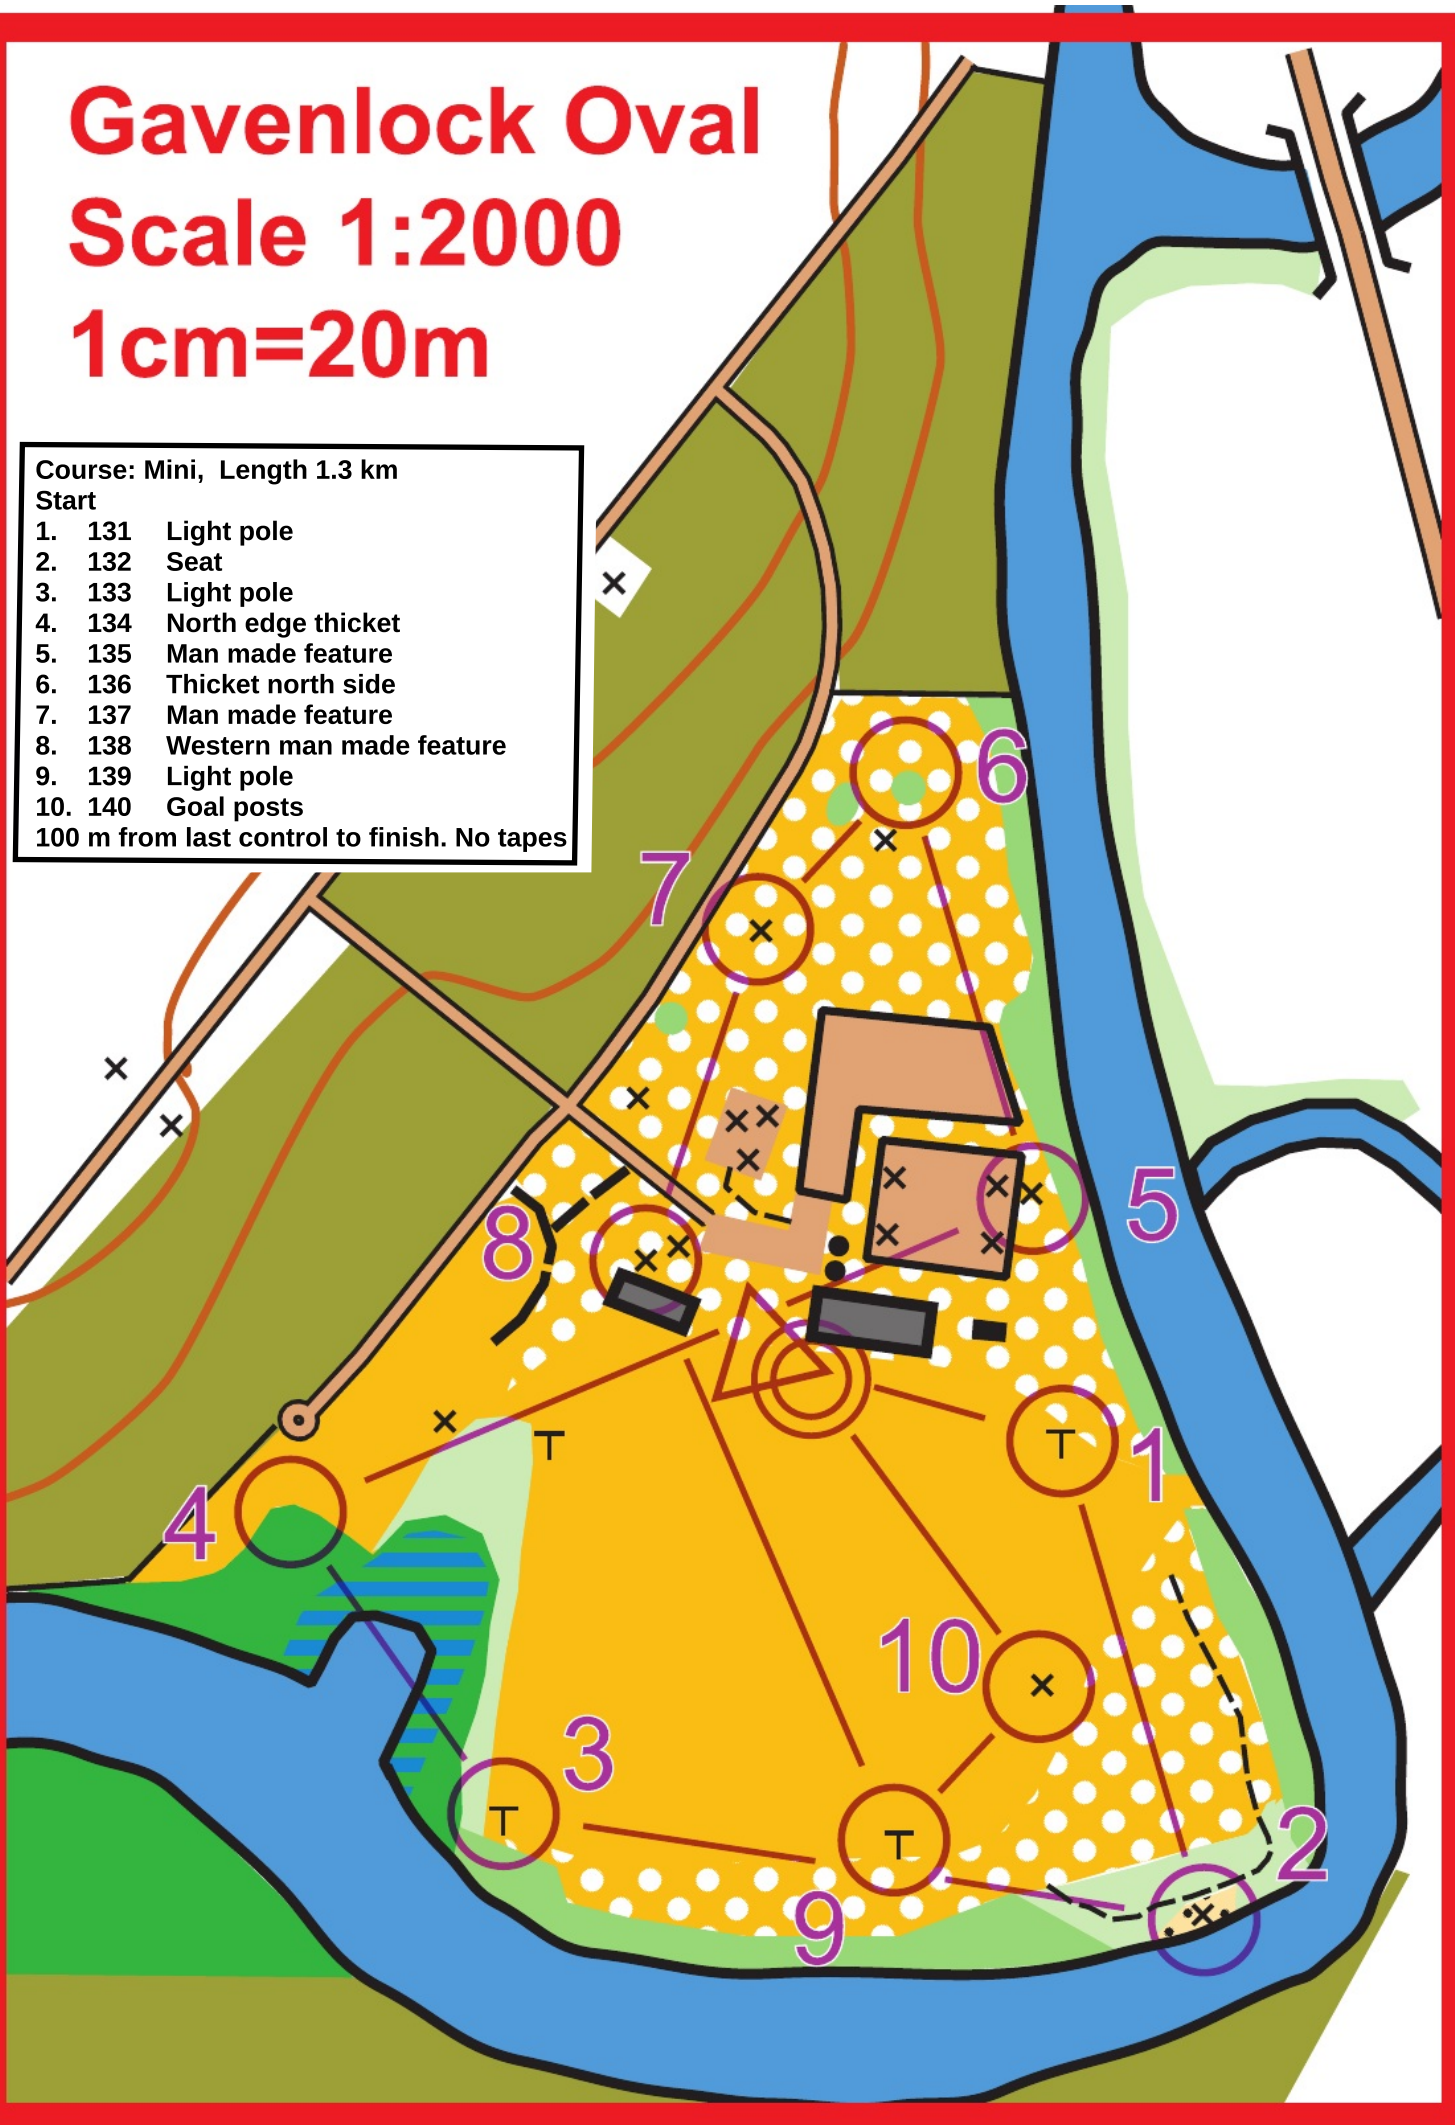 Gavenlock Oval
Scale 1:2000
1cm=20m
Course: Mini, Length 1.3 km
Start
1. 131 Light pole
2. 132 Seat
3. 133 Light pole
4. 134 North edge thicket
5. 135 Man made feature
6. 136 Thicket north side
7. 137 Man made feature
8. 138 Western man made feature
9. 139 Light pole
10. 140 Goal posts
100 m from last control to finish. No tapes
6
7
5
8
1
4
10
3
2
9